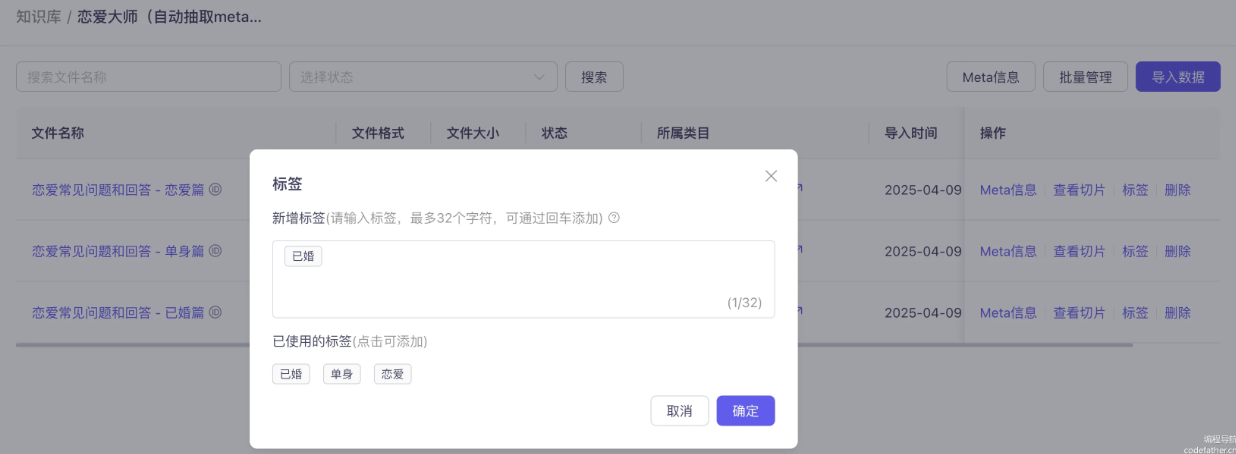 知识库 / 恋爱大师（自动抽取meta...
搜索文件名称 选择状态 搜索 Meta信息 批量管理 导入数据
文件名称 文件格式 文件大小 状态 所属类目 导入时间 操作
标签
恋爱常见问题和回答 - 恋爱篇 2025-04-09 Meta信息 查看切片 标签 删除
新增标签(请输入标签，最多32个字符，可通过回车添加)
恋爱常见问题和回答 - 单身篇 2025-04-09 Meta信息 查看切片 标签 删除
已婚
(1/32)
恋爱常见问题和回答 - 已婚篇 2025-04-09 Meta信息 查看切片 标签 删除
已使用的标签(点击可添加)
已婚 单身 恋爱
取消 确定
编程导航
codefather.cn